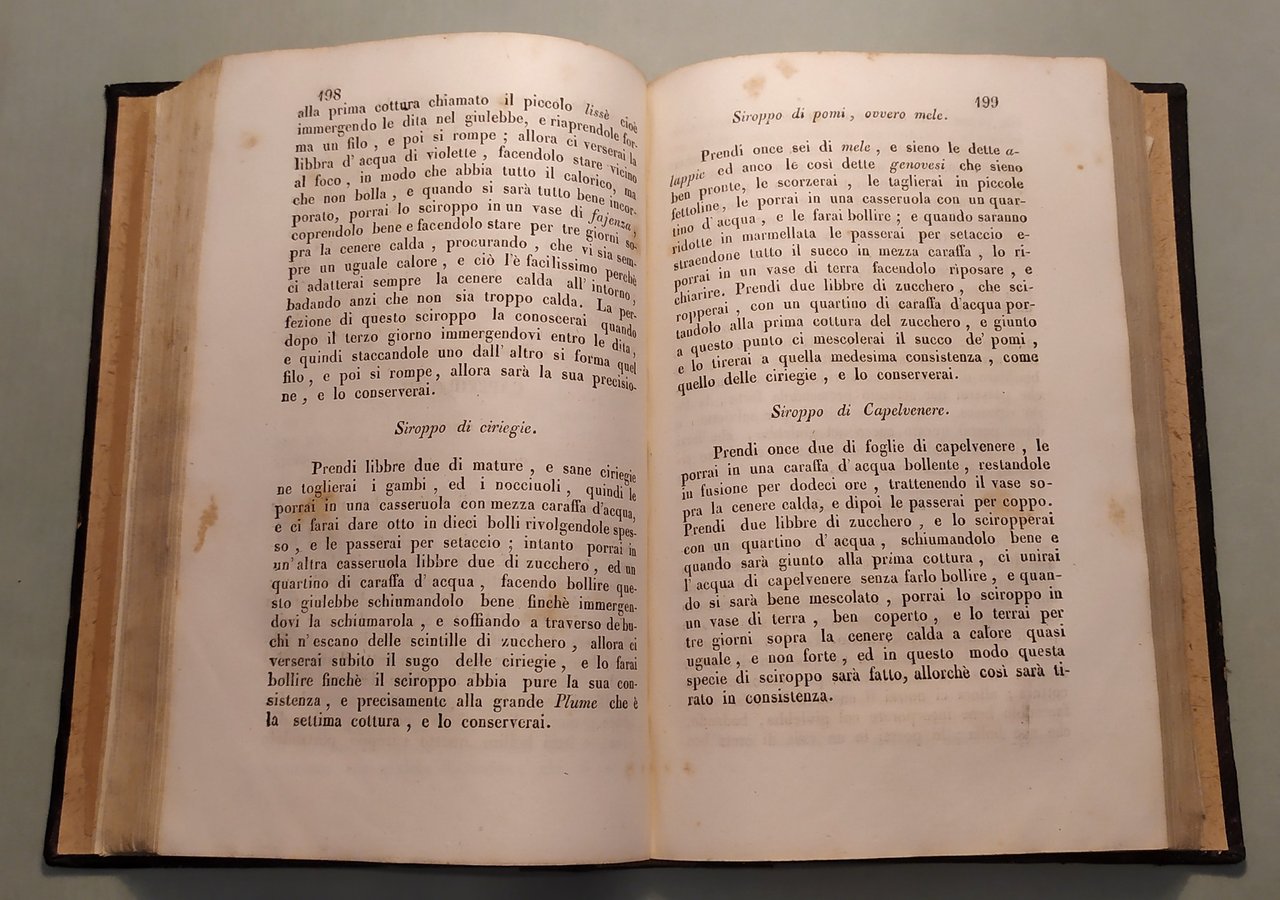 198
alla prima cottura chiamato il piccolo lissè cioè
immergendo le dita nel giulebbe, e riaprendole for-
ma un filo , e poi si rompe ; allora ci verserai la
libbra d' acqua di violette , facendolo stare vicino
al foco , in modo che abbia tutto il calorico, ma
che non bolla , e quando si sarà tutto bene incor-
porato, porrai lo sciroppo in un vase di fajenza ,
coprendolo bene e facendolo stare per tre giorni so-
pra la cenere calda , procurando , che vi sia sem-
pre un uguale calore , e ciò l'è facilissimo perchè
ci adatterai sempre la cenere calda all' intorno,
badando anzi che non sia troppo calda. La per-
fezione di questo sciroppo la conoscerai quando
dopo il terzo giorno immergendovi entro le dita,
e quindi staccandole uno dall' altro si forma quel
filo , e poi si rompe, allora sarà la sua precisio-
ne , e lo conserverai.
Siroppo di ciriegie.
Prendi libbre due di mature , e sane ciriegie
ne toglierai i gambi , ed i nocciuoli , quindi le
porrai in una casseruola con mezza caraffa d'acqua,
e ci farai dare otto in dieci bolli rivolgendole spes-
so , e le passerai per setaccio ; intanto porrai in
un'altra casseruola libbre due di zucchero , ed un
quartino di caraffa d' acqua , facendo bollire que-
sto giulebbe schiumandolo bene finchè immergen-
dovi la schiumarola , e soffiando a traverso de bu-
chi n' escano delle scintille di zucchero , allora ci
verserai subito il sugo delle ciriegie , e lo farai
bollire finchè il sciroppo abbia pure la sua con-
sistenza , e precisamente alla grande Plume che è
la settima cottura , e lo conserverai.
199
Siroppo di pomi , ovvero mele.
Prendi once sei di mele , e sieno le dette a-
lappie ed anco le così dette genovesi che sieno
ben pronte, le scorzerai , le taglierai in piccole
fettoline, le porrai in una casseruola con un quar-
tino d' acqua , e le farai bollire ; e quando saranno
ridotte in marmellata le passerai per setaccio e-
straendone tutto il succo in mezza caraffa , lo ri-
porrai in un vase di terra facendolo riposare , e
chiarire. Prendi due libbre di zucchero , che sci-
ropperai , con un quartino di caraffa d'acqua por-
tandolo alla prima cottura del zucchero , e giunto
a questo punto ci mescolerai il succo de' pomi ,
e lo tirerai a quella medesima consistenza , come
quello delle ciriegie , e lo conserverai.
Siroppo di Capelvenere.
Prendi once due di foglie di capelvenere , le
porrai in una caraffa d' acqua bollente , restandole
in fusione per dodeci ore , trattenendo il vase so-
pra la cenere calda, e dipoi le passerai per coppo.
Prendi due libbre di zucchero , e lo sciropperai
con un quartino d' acqua , schiumandolo bene e
quando sarà giunto alla prima cottura , ci unirai
l' acqua di capelvenere senza farlo bollire , e quan-
do si sarà bene mescolato , porrai lo sciroppo in
un vase di terra , ben coperto , e lo terrai per
tre giorni sopra la cenere calda a calore quasi
uguale , e non forte , ed in questo modo questa
specie di sciroppo sarà fatto, allorchè così sarà ti-
rato in consistenza.